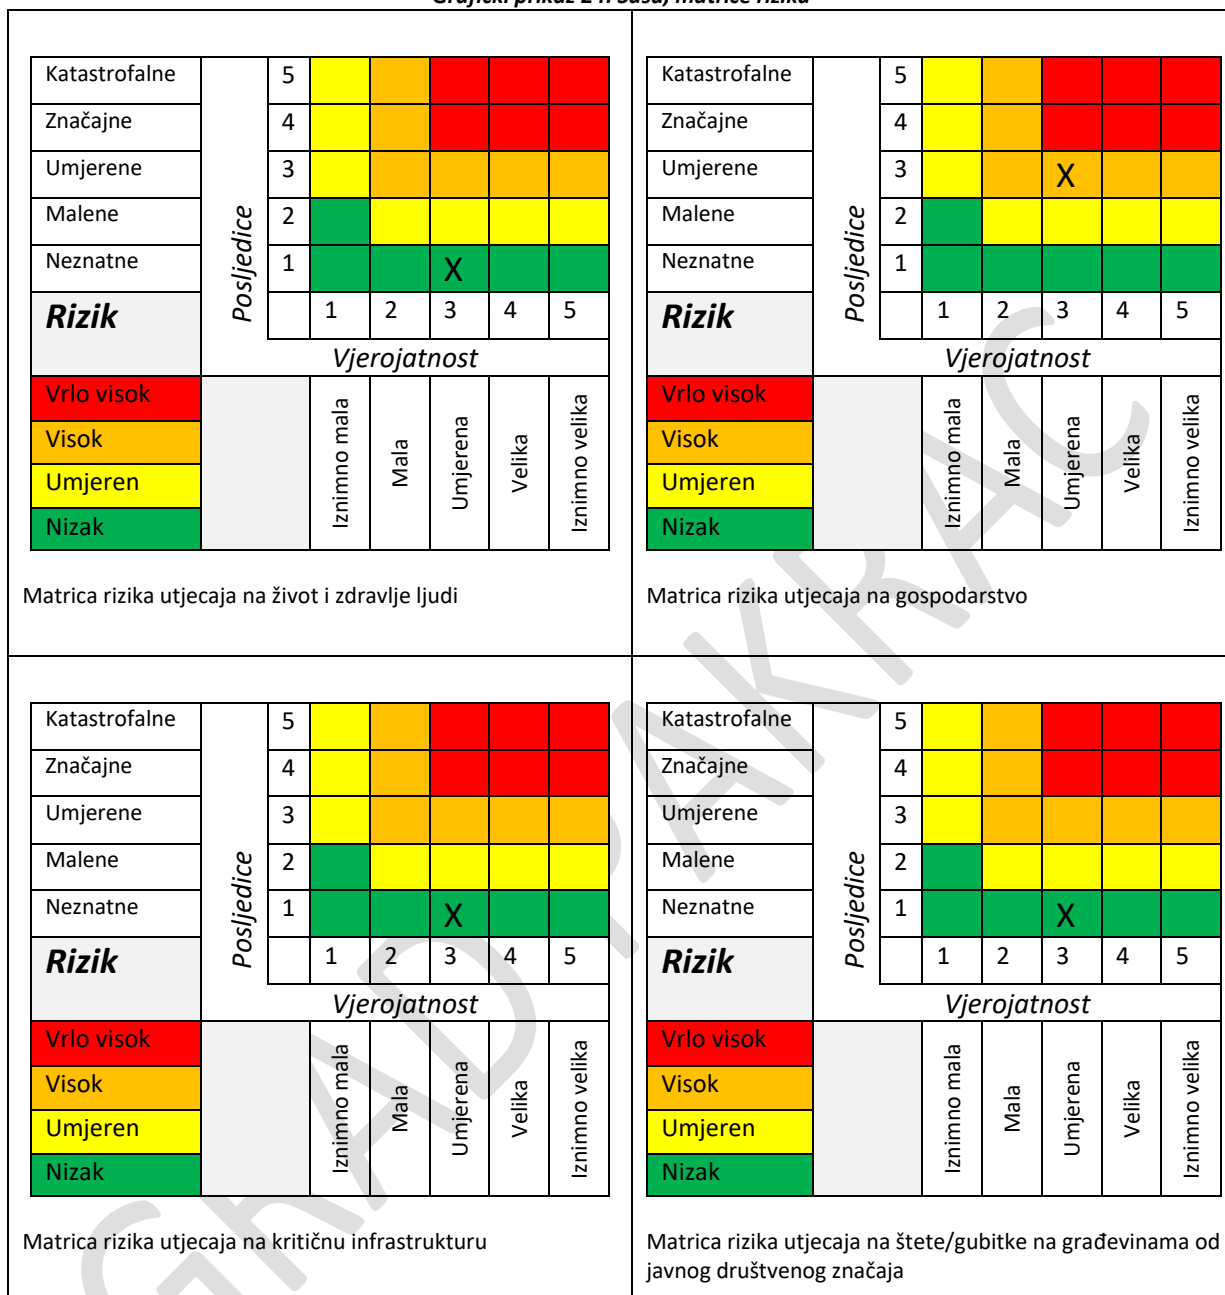 Grafički prikaz 24: Suša, matrice rizika
Katastrofalne 5
Značajne 4
Umjerene 3
Malene 2
Neznatne 1 X
Posljedice
Rizik 1 2 3 4 5
Vjerojatnost
Vrlo visok
Visok
Umjeren
Nizak
Iznimno mala
Mala
Umjerena
Velika
Iznimno velika
Matrica rizika utjecaja na život i zdravlje ljudi
Katastrofalne 5
Značajne 4
Umjerene 3 X
Malene 2
Neznatne 1
Posljedice
Rizik 1 2 3 4 5
Vjerojatnost
Vrlo visok
Visok
Umjeren
Nizak
Iznimno mala
Mala
Umjerena
Velika
Iznimno velika
Matrica rizika utjecaja na gospodarstvo
Katastrofalne 5
Značajne 4
Umjerene 3
Malene 2
Neznatne 1 X
Posljedice
Rizik 1 2 3 4 5
Vjerojatnost
Vrlo visok
Visok
Umjeren
Nizak
Iznimno mala
Mala
Umjerena
Velika
Iznimno velika
Matrica rizika utjecaja na kritičnu infrastrukturu
Katastrofalne 5
Značajne 4
Umjerene 3
Malene 2
Neznatne 1 X
Posljedice
Rizik 1 2 3 4 5
Vjerojatnost
Vrlo visok
Visok
Umjeren
Nizak
Iznimno mala
Mala
Umjerena
Velika
Iznimno velika
Matrica rizika utjecaja na štete/gubitke na građevinama od
javnog društvenog značaja
GRAD PAKRAC